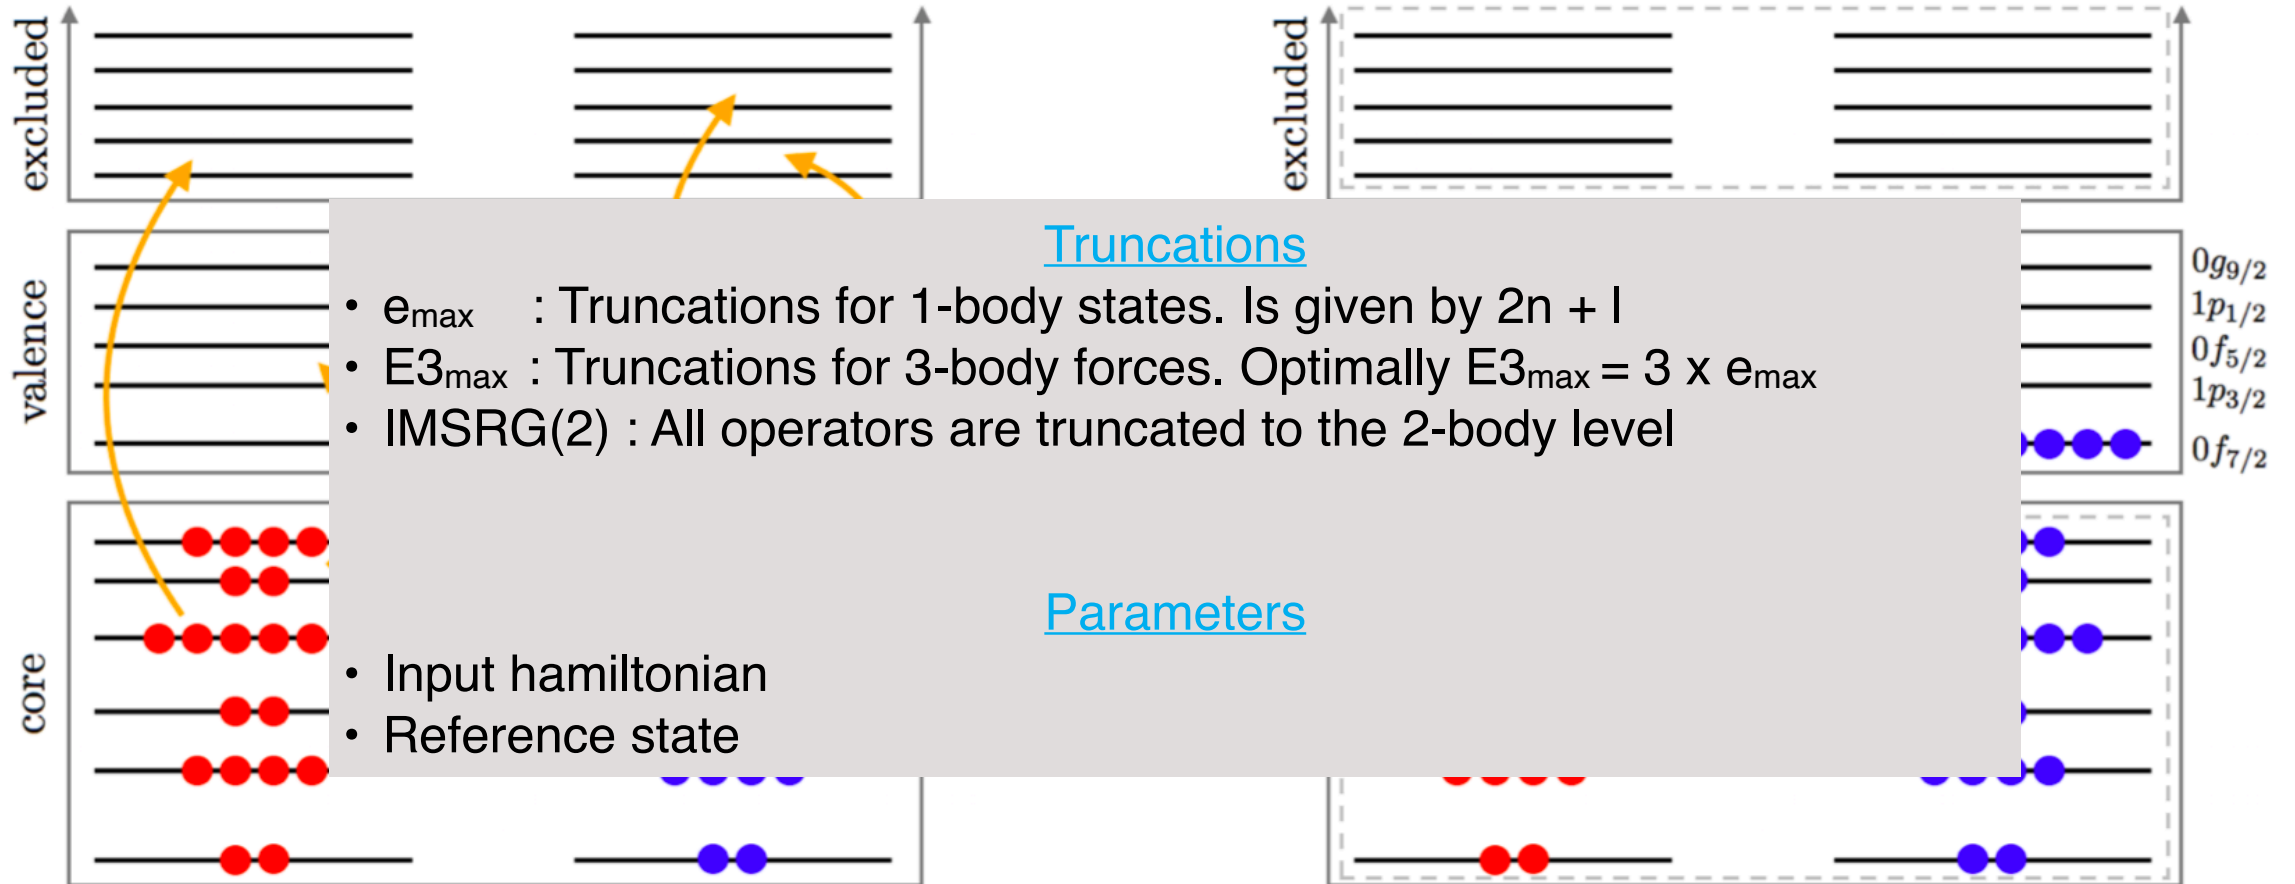 excluded
excluded
Truncations
• emax : Truncations for 1-body states. Is given by 2n + l
• E3max : Truncations for 3-body forces. Optimally E3max = 3 x emax
• IMSRG(2) : All operators are truncated to the 2-body level
valence
0g9/2
1p1/2
0f5/2
1p3/2
0f7/2
Parameters
• Input hamiltonian
• Reference state
core